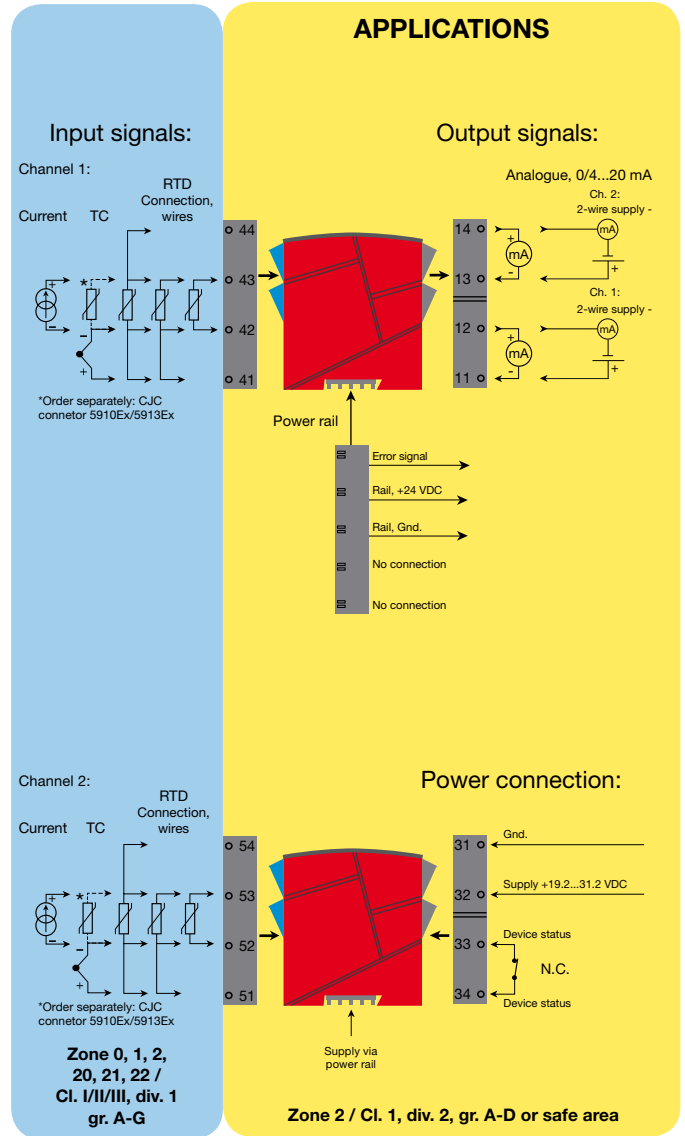 APPLICATIONS
Input signals:
Output signals:
Channel 1:
Analogue, 0/4...20 mA
RTD
Connection,
wires
Current TC
44
43
42
41
*
+
-
-
+
*Order separately: CJC
connetor 5910Ex/5913Ex
14
13
12
11
+
mA
-
Ch. 2:
2-wire supply -
mA
+
+
mA
-
Ch. 1:
2-wire supply -
mA
+
Power rail
Error signal
Rail, +24 VDC
Rail, Gnd.
No connection
No connection
Channel 2:
Power connection:
RTD
Connection,
wires
Current TC
54
53
52
51
*
+
-
-
+
*Order separately: CJC
connetor 5910Ex/5913Ex
31
32
33
34
Gnd.
Supply +19.2...31.2 VDC
Device status
N.C.
Device status
Supply via
power rail
Zone 0, 1, 2,
20, 21, 22 /
Cl. I/II/III, div. 1
gr. A-G
Zone 2 / Cl. 1, div. 2, gr. A-D or safe area